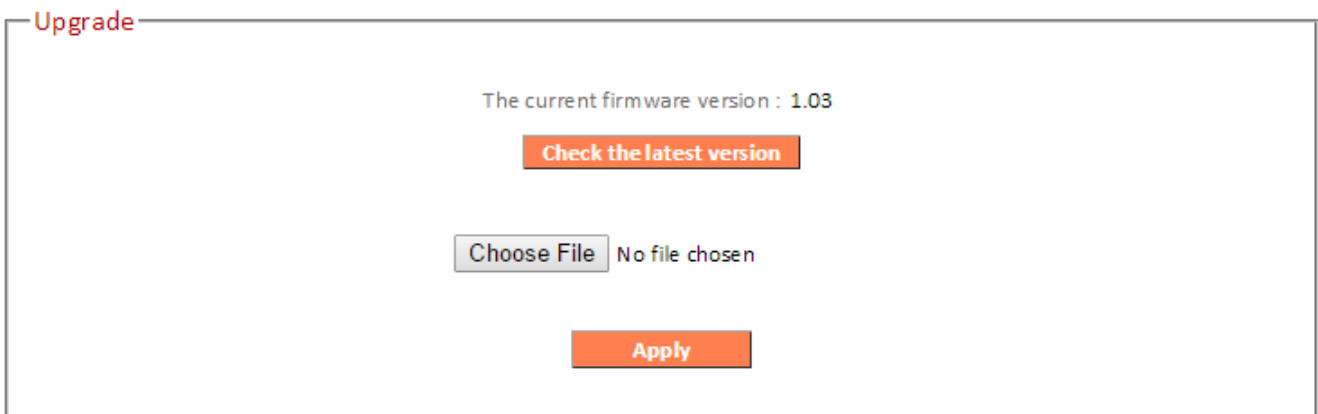 Upgrade
The current firmware version : 1.03
Check the latest version
Choose File No file chosen
Apply